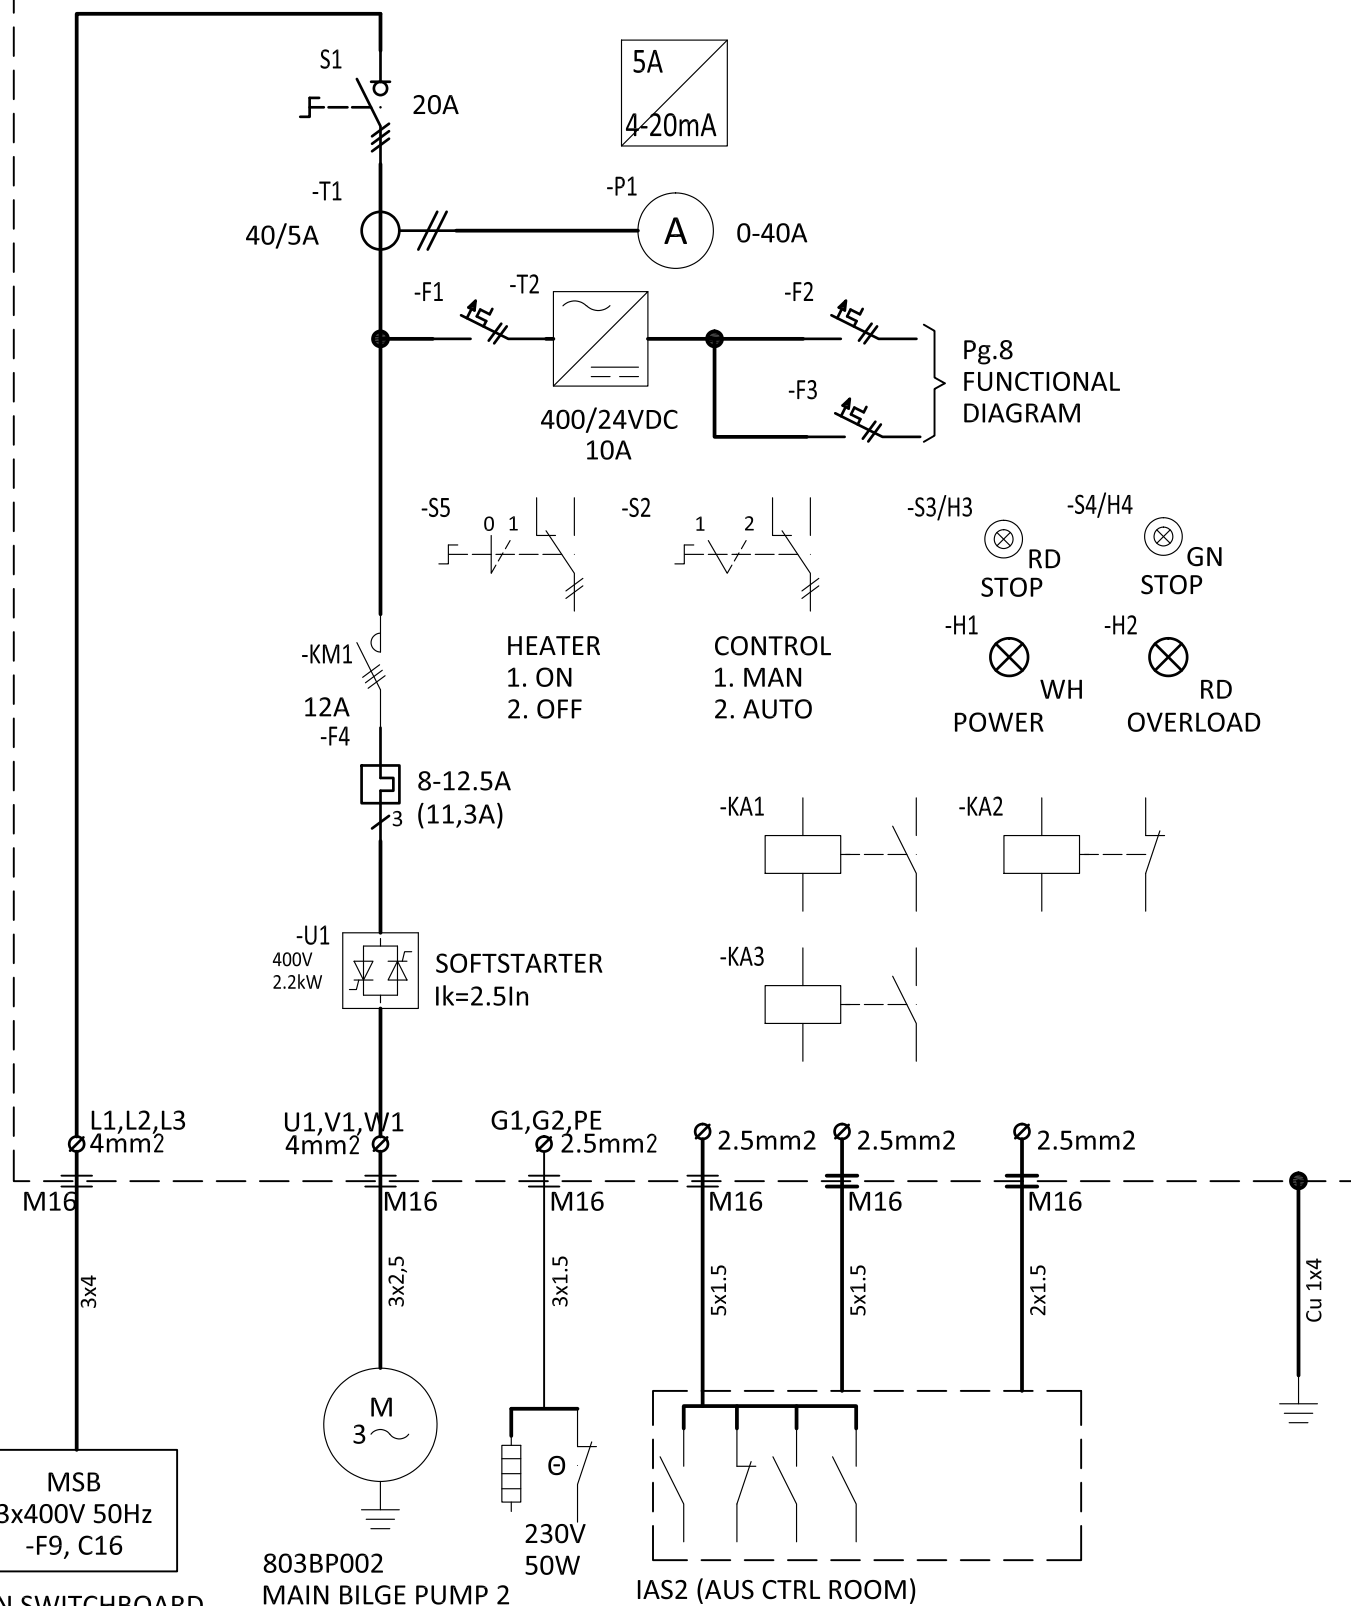 S1
20A
5A
4-20mA
-T1
40/5A
-P1
A
0-40A
-F1
-T2
-F2
400/24VDC
10A
-F3
Pg.8
FUNCTIONAL
DIAGRAM
-S5
0 1
HEATER
1. ON
2. OFF
-S2
1 2
CONTROL
1. MAN
2. AUTO
-S3/H3
RD
STOP
-S4/H4
GN
STOP
-H1
WH
POWER
-H2
RD
OVERLOAD
-KM1
12A
-F4
8-12.5A
(11,3A)
3
-KA1
-KA2
-KA3
-U1
400V
2.2kW
SOFTSTARTER
Ik=2.5In
L1,L2,L3
4mm2
M16
3x4
U1,V1,W1
4mm2
M16
3x2,5
G1,G2,PE
2.5mm2
M16
3x1.5
2.5mm2
M16
5x1.5
2.5mm2
M16
5x1.5
2.5mm2
M16
2x1.5
Cu 1x4
MSB
3x400V 50Hz
-F9, C16
N SWITCHBOARD
M
3
803BP002
MAIN BILGE PUMP 2
Θ
230V
50W
IAS2 (AUS CTRL ROOM)